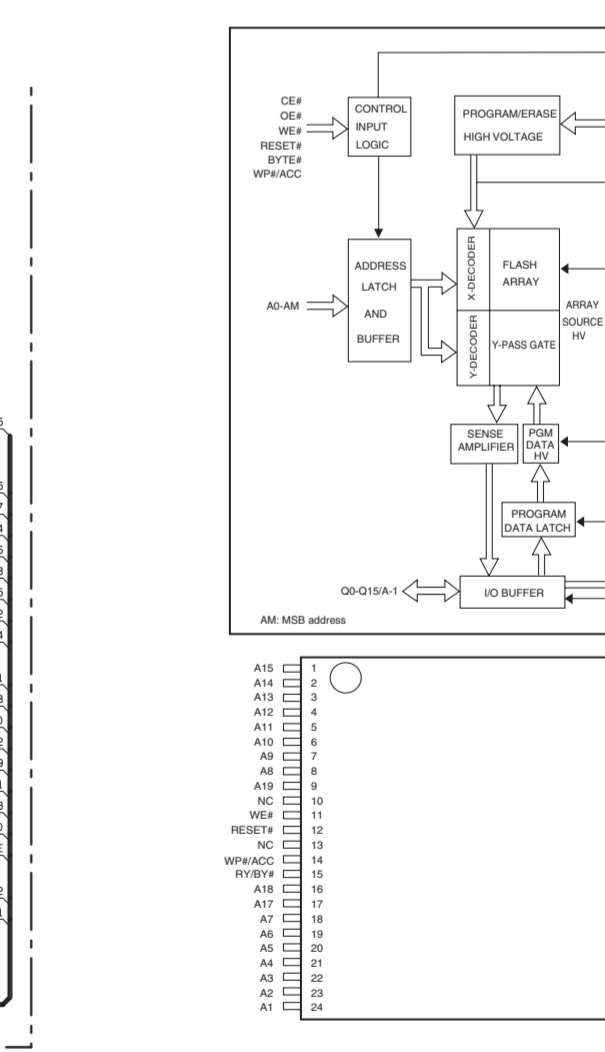 CE#
OE#
WE#
RESET#
BYTE#
WP#/ACC
CONTROL
INPUT
LOGIC
PROGRAM/ERASE
HIGH VOLTAGE
A0-AM
ADDRESS
LATCH
AND
BUFFER
X-DECODER
FLASH
ARRAY
Y-DECODER
Y-PASS GATE
ARRAY
SOURCE
HV
SENSE
AMPLIFIER
PGM
DATA
HV
PROGRAM
DATA LATCH
Q0-Q15/A-1
I/O BUFFER
AM: MSB address
A15 1
A14 2
A13 3
A12 4
A11 5
A10 6
A9 7
A8 8
A19 9
NC 10
WE# 11
RESET# 12
NC 13
WP#/ACC 14
RY/BY# 15
A18 16
A17 17
A7 18
A6 19
A5 20
A4 21
A3 22
A2 23
A1 24